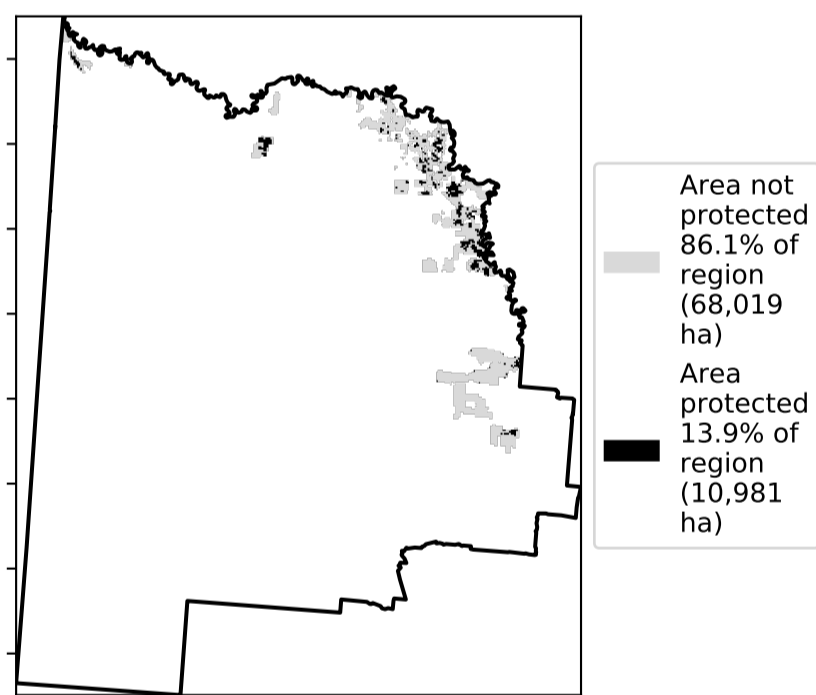 Area not
protected
86.1% of
region
(68,019
ha)
Area
protected
13.9% of
region
(10,981
ha)